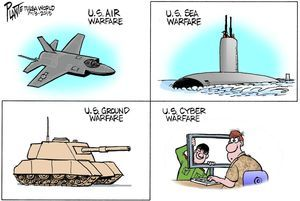 Plante
TULSA WORLD
U.S. AIR
WARFARE
U.S. SEA
WARFARE
U.S. GROUND
WARFARE
U.S. CYBER
WARFARE